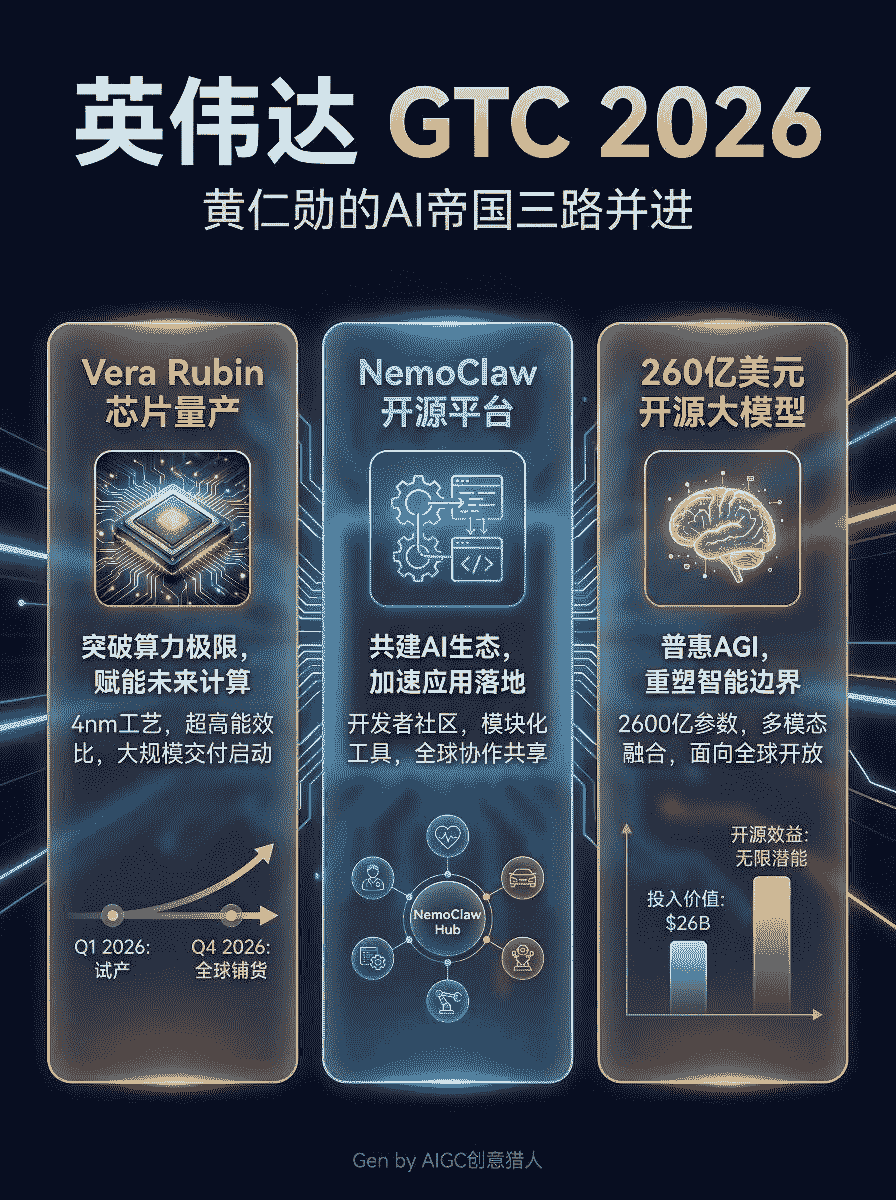 英伟达 GTC 2026
黄仁勋的AI帝国三路并进
Vera Rubin
芯片量产
突破算力极限，
赋能未来计算
4nm工艺，超高能效
比，大规模交付启动
Q1 2026:
试产
Q4 2026:
全球铺货
NemoClaw
开源平台
共建AI生态，
加速应用落地
开发者社区，模块化
工具，全球协作共享
NemoClaw
Hub
260亿美元
开源大模型
普惠AGI，
重塑智能边界
2600亿参数，多模态
融合，面向全球开放
投入价值:
$26B
开源效益:
无限潜能
Gen by AIGC创意猎人